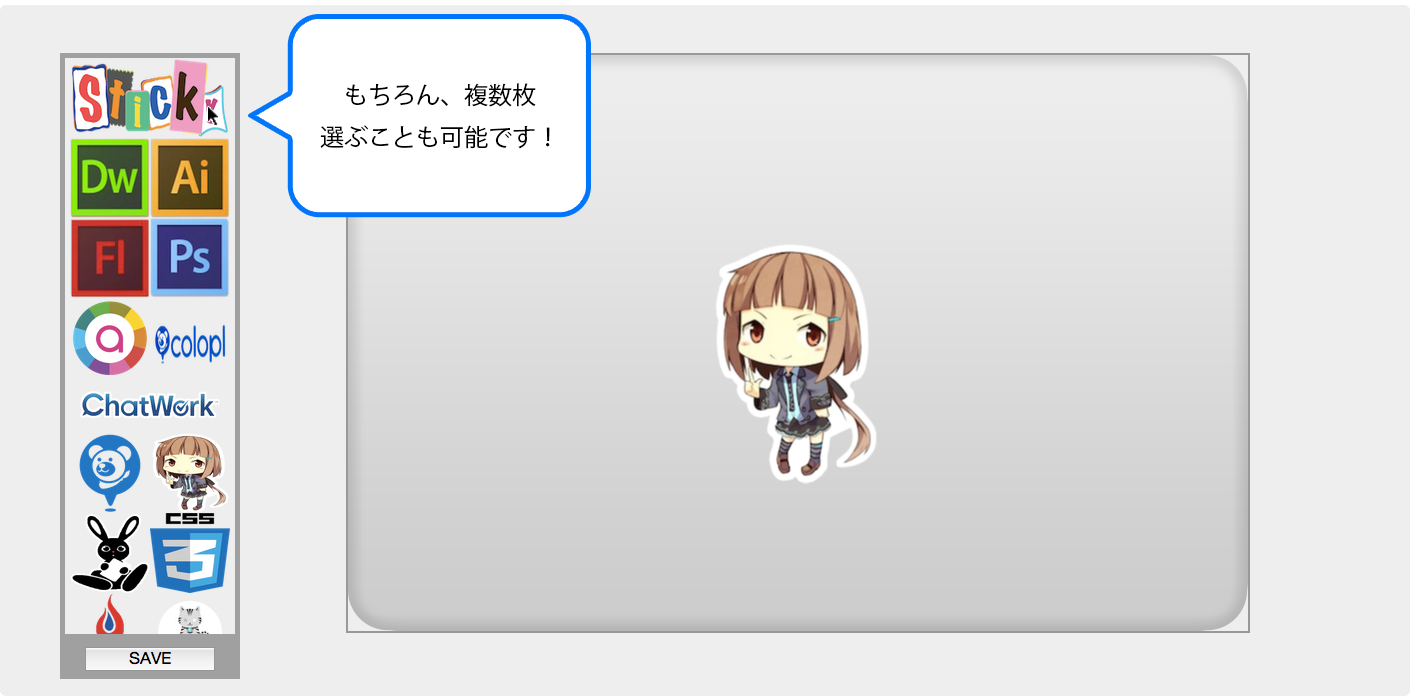 Sticky
もちろん、複数枚
選ぶことも可能です！
Dw Ai
Fl Ps
a colopl
ChatWork
CSS
3
SAVE